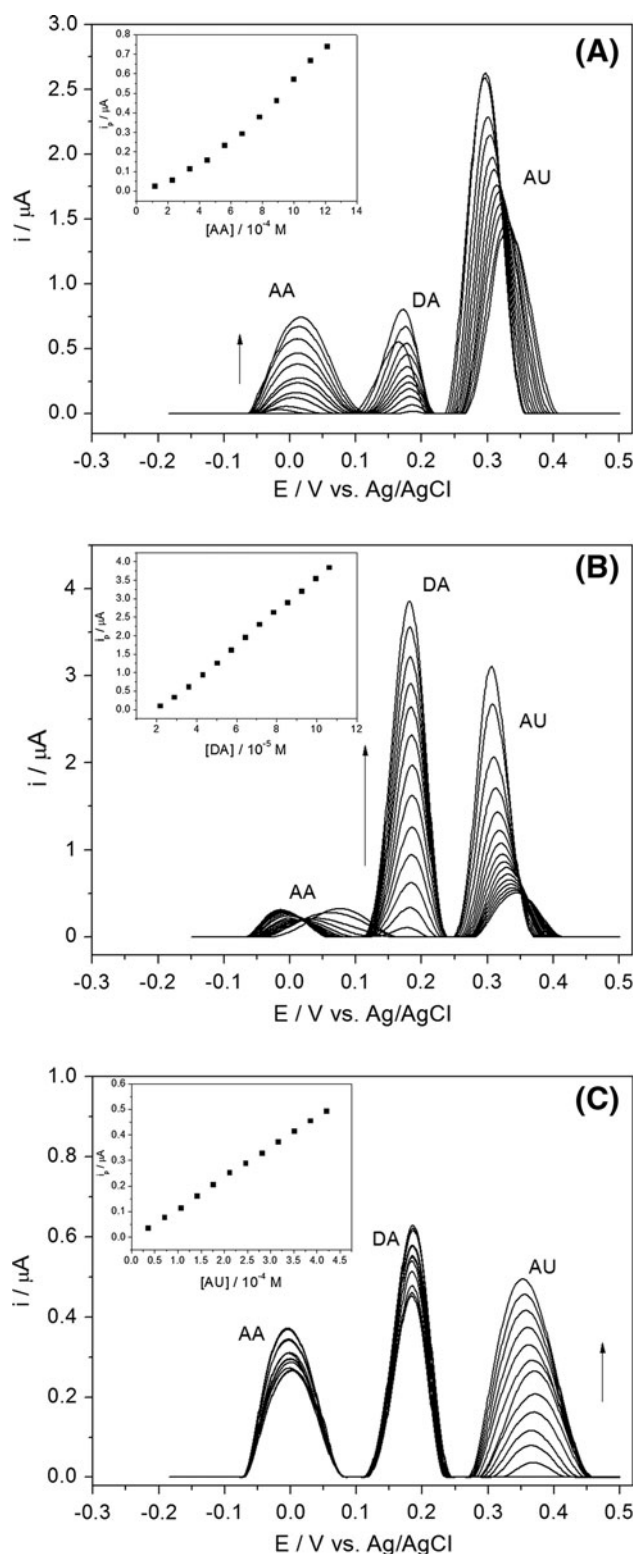 (A)
3.0
2.5
2.0
1.5
1.0
0.5
0.0
i / μA
0.8
0.7
0.6
0.5
0.4
0.3
0.2
0.1
0.0
i_p / μA
0 2 4 6 8 10 12 14
[AA] / 10⁻⁴ M
AA
DA
AU
-0.3 -0.2 -0.1 0.0 0.1 0.2 0.3 0.4 0.5
E / V vs. Ag/AgCl
(B)
4
3
2
1
0
i / μA
4.0
3.5
3.0
2.5
2.0
1.5
1.0
0.5
0.0
i_p / μA
2 4 6 8 10 12
[DA] / 10⁻⁵ M
DA
AU
AA
-0.3 -0.2 -0.1 0.0 0.1 0.2 0.3 0.4 0.5
E / V vs. Ag/AgCl
(C)
1.0
0.8
0.6
0.4
0.2
0.0
i / μA
0.6
0.5
0.4
0.3
0.2
0.1
0.0
i_p / μA
0.0 0.5 1.0 1.5 2.0 2.5 3.0 3.5 4.0 4.5
[AU] / 10⁻⁴ M
DA
AU
AA
-0.3 -0.2 -0.1 0.0 0.1 0.2 0.3 0.4 0.5
E / V vs. Ag/AgCl